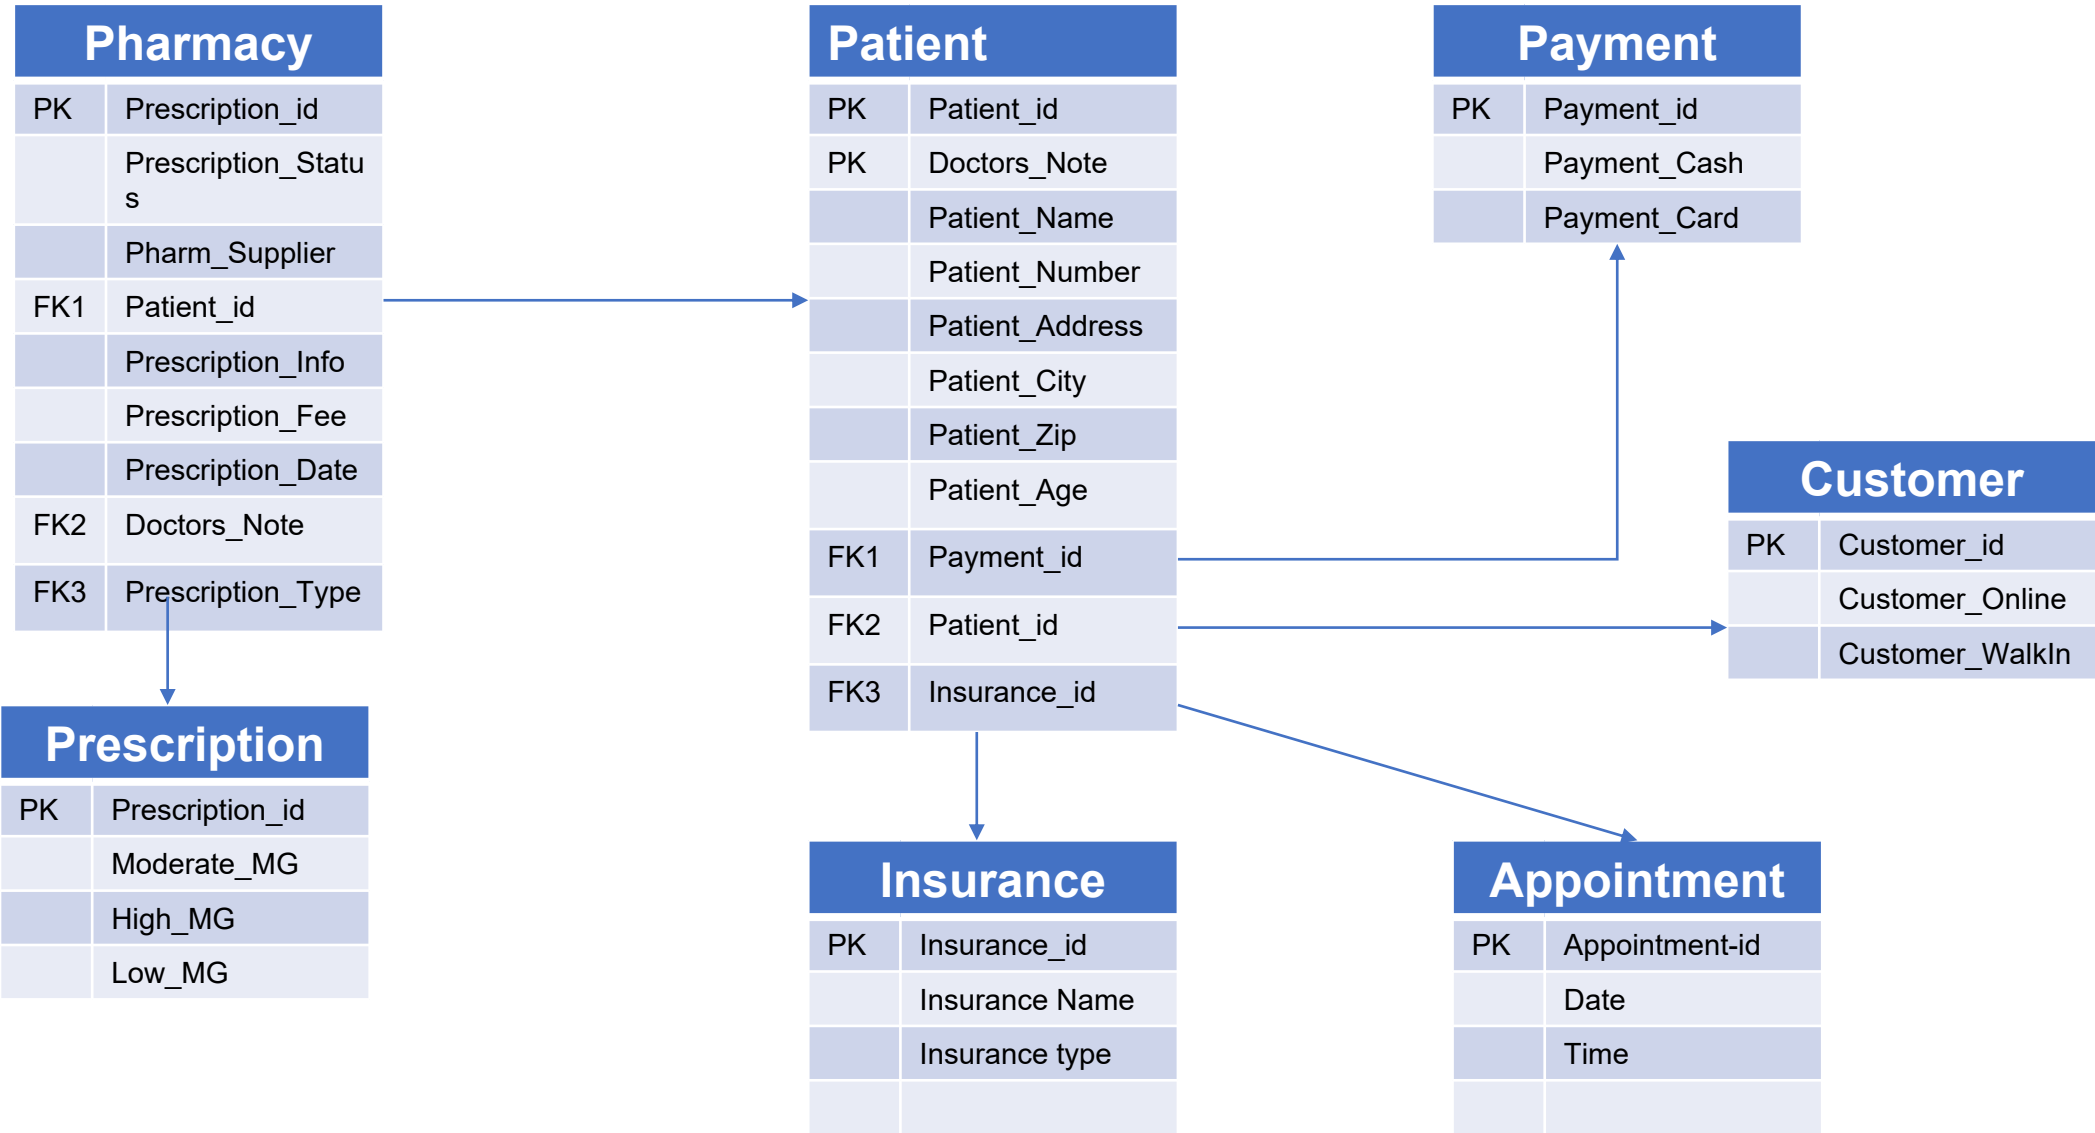 Pharmacy
PK Prescription_id
Prescription_Statu
s
Pharm_Supplier
FK1 Patient_id
Prescription_Info
Prescription_Fee
Prescription_Date
FK2 Doctors_Note
FK3 Prescription_Type
Patient
PK Patient_id
PK Doctors_Note
Patient_Name
Patient_Number
Patient_Address
Patient_City
Patient_Zip
Patient_Age
FK1 Payment_id
FK2 Patient_id
FK3 Insurance_id
Payment
PK Payment_id
Payment_Cash
Payment_Card
Customer
PK Customer_id
Customer_Online
Customer_WalkIn
Prescription
PK Prescription_id
Moderate_MG
High_MG
Low_MG
Insurance
PK Insurance_id
Insurance Name
Insurance type
Appointment
PK Appointment-id
Date
Time